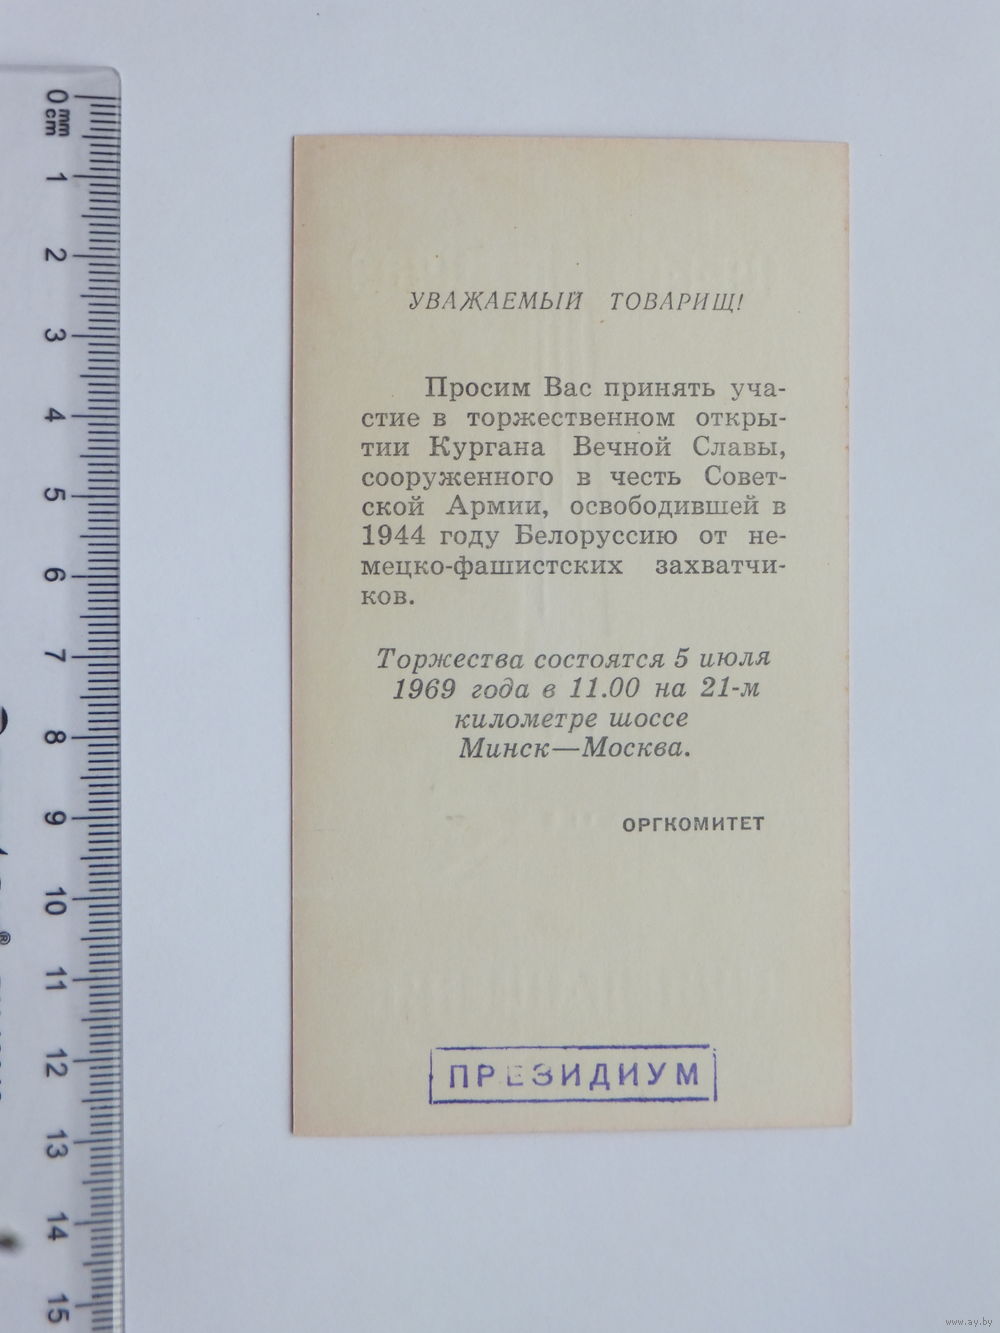 0 mm
cm
1
2
3
4
5
6
7
8
9
10
11
12
13
14
15
®
УВАЖАЕМЫЙ ТОВАРИЩ!
Просим Вас принять уча-
стие в торжественном откры-
тии Кургана Вечной Славы,
сооруженного в честь Совет-
ской Армии, освободившей в
1944 году Белоруссию от не-
мецко-фашистских захватчи-
ков.
Торжества состоятся 5 июля
1969 года в 11.00 на 21-м
километре шоссе
Минск—Москва.
ОРГКОМИТЕТ
ПРЕЗИДИУМ
www.ay.by